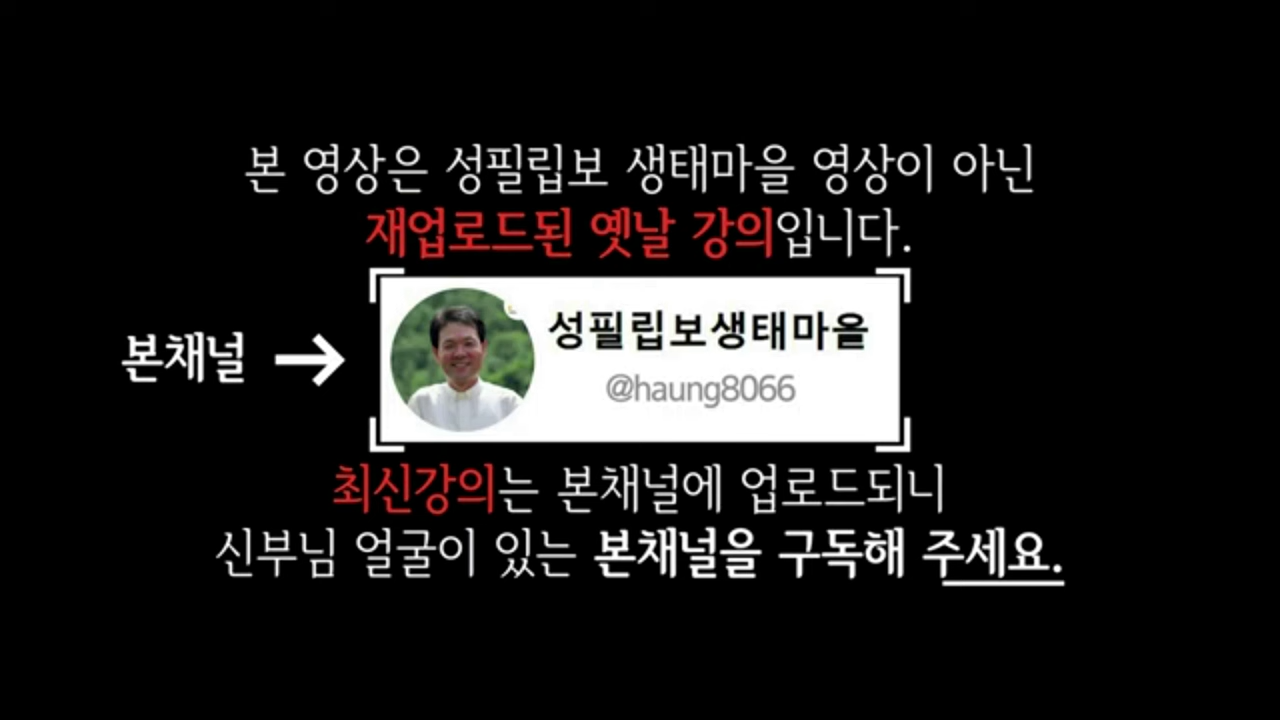 본 영상은 성필립보 생태마을 영상이 아닌
재업로드된 옛날 강의입니다.
본채널 →
성필립보생태마을
@haung8066
최신강의는 본채널에 업로드되니
신부님 얼굴이 있는 본채널을 구독해 주세요.